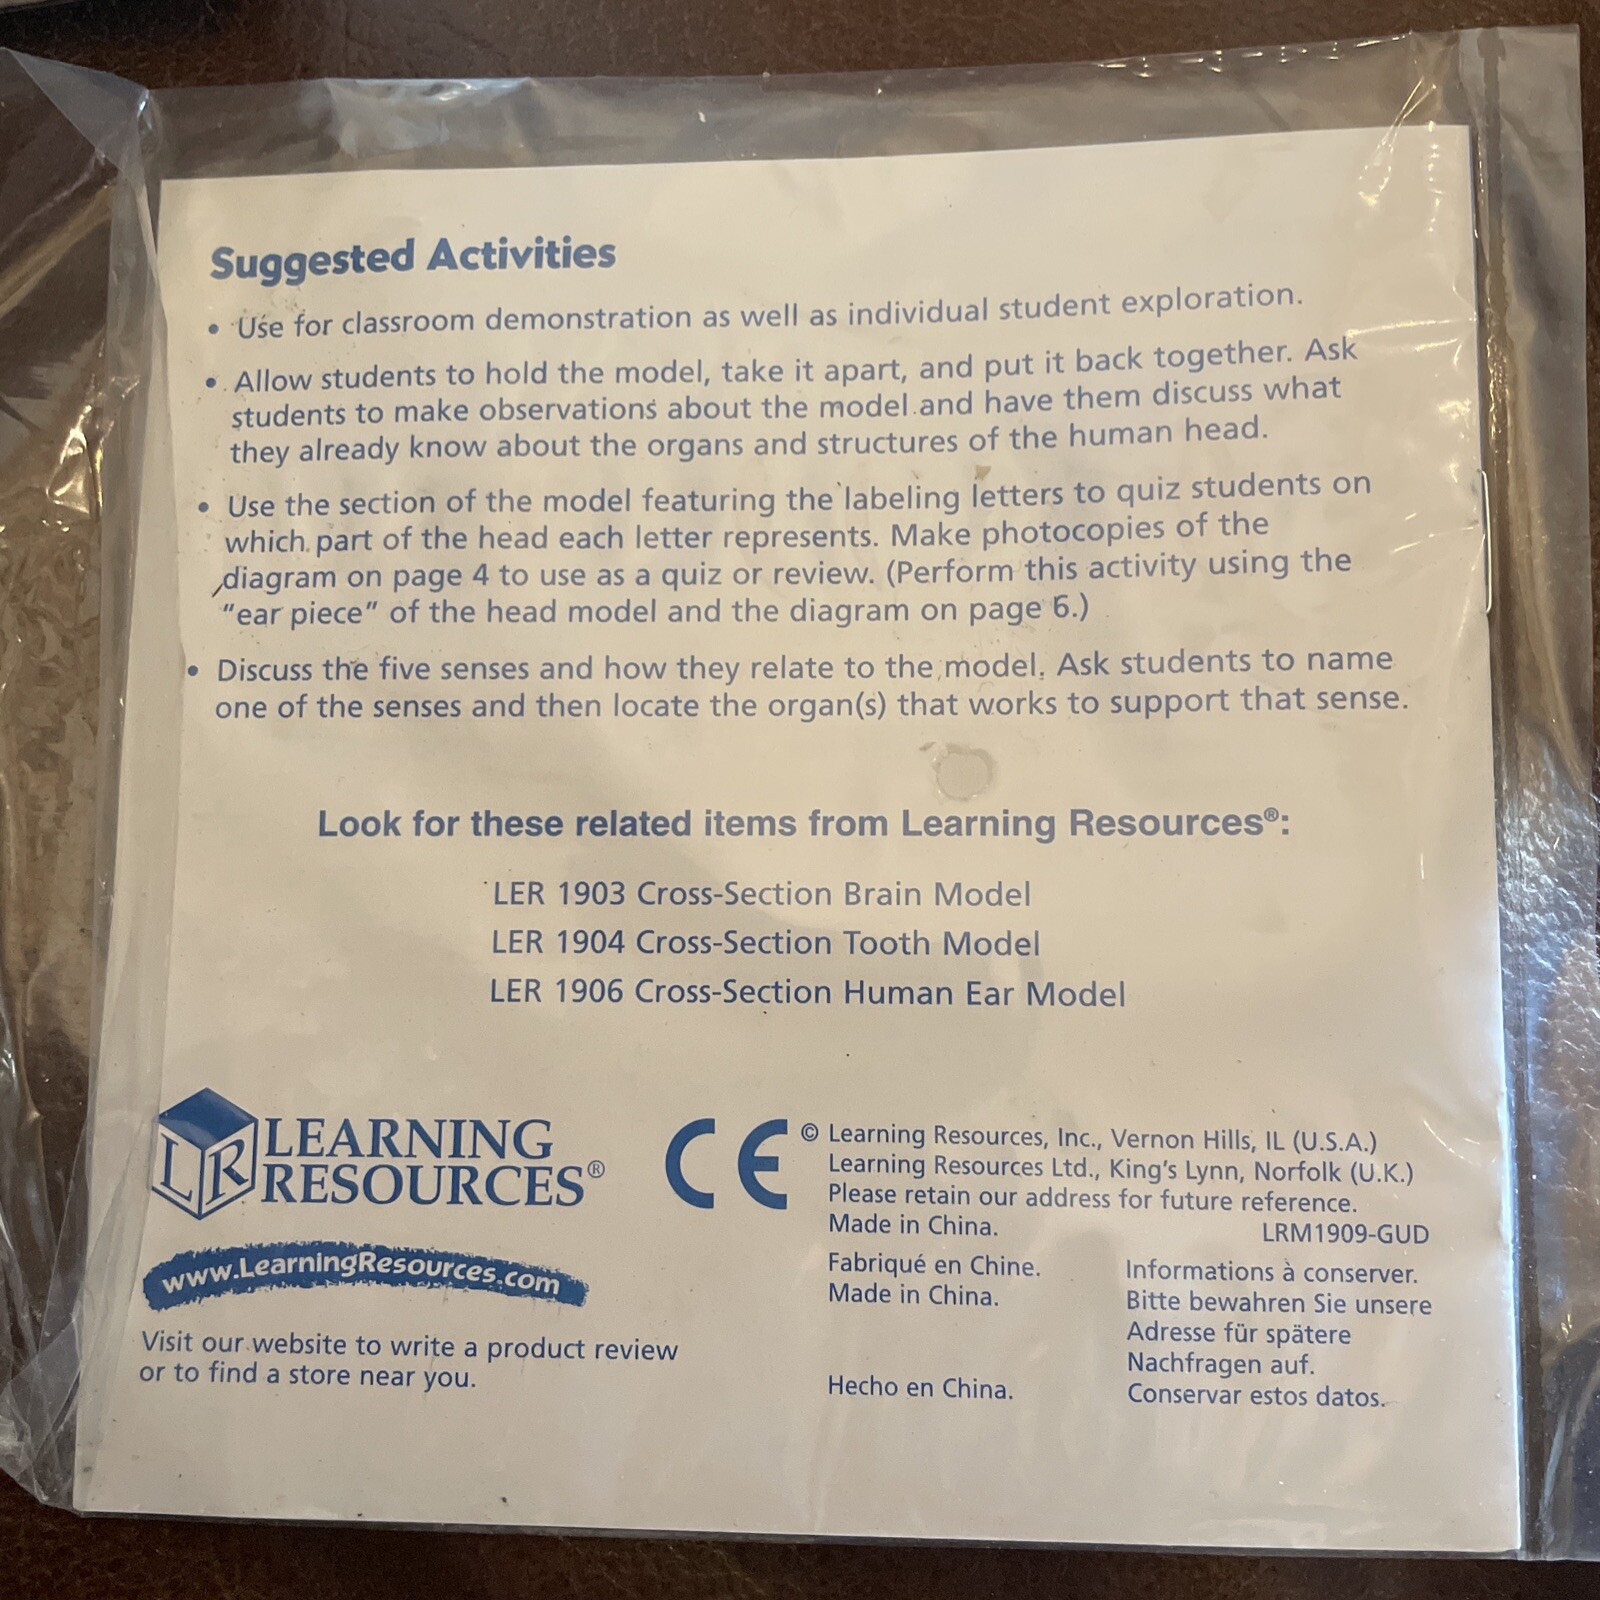 Suggested Activities
• Use for classroom demonstration as well as individual student exploration.
• Allow students to hold the model, take it apart, and put it back together. Ask
students to make observations about the model and have them discuss what
they already know about the organs and structures of the human head.
• Use the section of the model featuring the labeling letters to quiz students on
which part of the head each letter represents. Make photocopies of the
diagram on page 4 to use as a quiz or review. (Perform this activity using the
"ear piece" of the head model and the diagram on page 6.)
• Discuss the five senses and how they relate to the model. Ask students to name
one of the senses and then locate the organ(s) that works to support that sense.
Look for these related items from Learning Resources®:
LER 1903 Cross-Section Brain Model
LER 1904 Cross-Section Tooth Model
LER 1906 Cross-Section Human Ear Model
LR LEARNING
RESOURCES®
www.LearningResources.com
Visit our website to write a product review
or to find a store near you.
CE
© Learning Resources, Inc., Vernon Hills, IL (U.S.A.)
Learning Resources Ltd., King's Lynn, Norfolk (U.K.)
Please retain our address for future reference.
Made in China. LRM1909-GUD
Fabriqué en Chine. Informations à conserver.
Made in China. Bitte bewahren Sie unsere
Adresse für spätere
Nachfragen auf.
Hecho en China. Conservar estos datos.